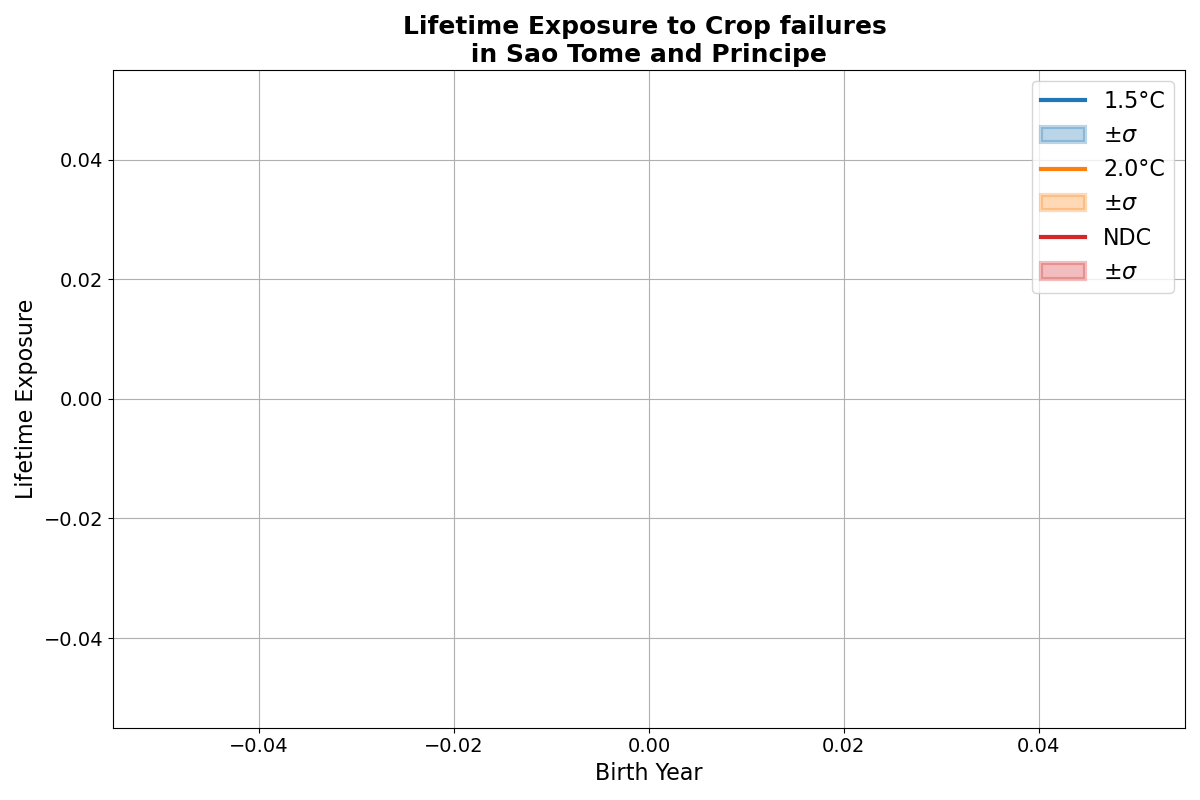 Lifetime Exposure to Crop failures
in Sao Tome and Principe
1.5°C
±σ
2.0°C
±σ
NDC
±σ
Lifetime Exposure
0.04
0.02
0.00
−0.02
−0.04
−0.04
−0.02
0.00
0.02
0.04
Birth Year